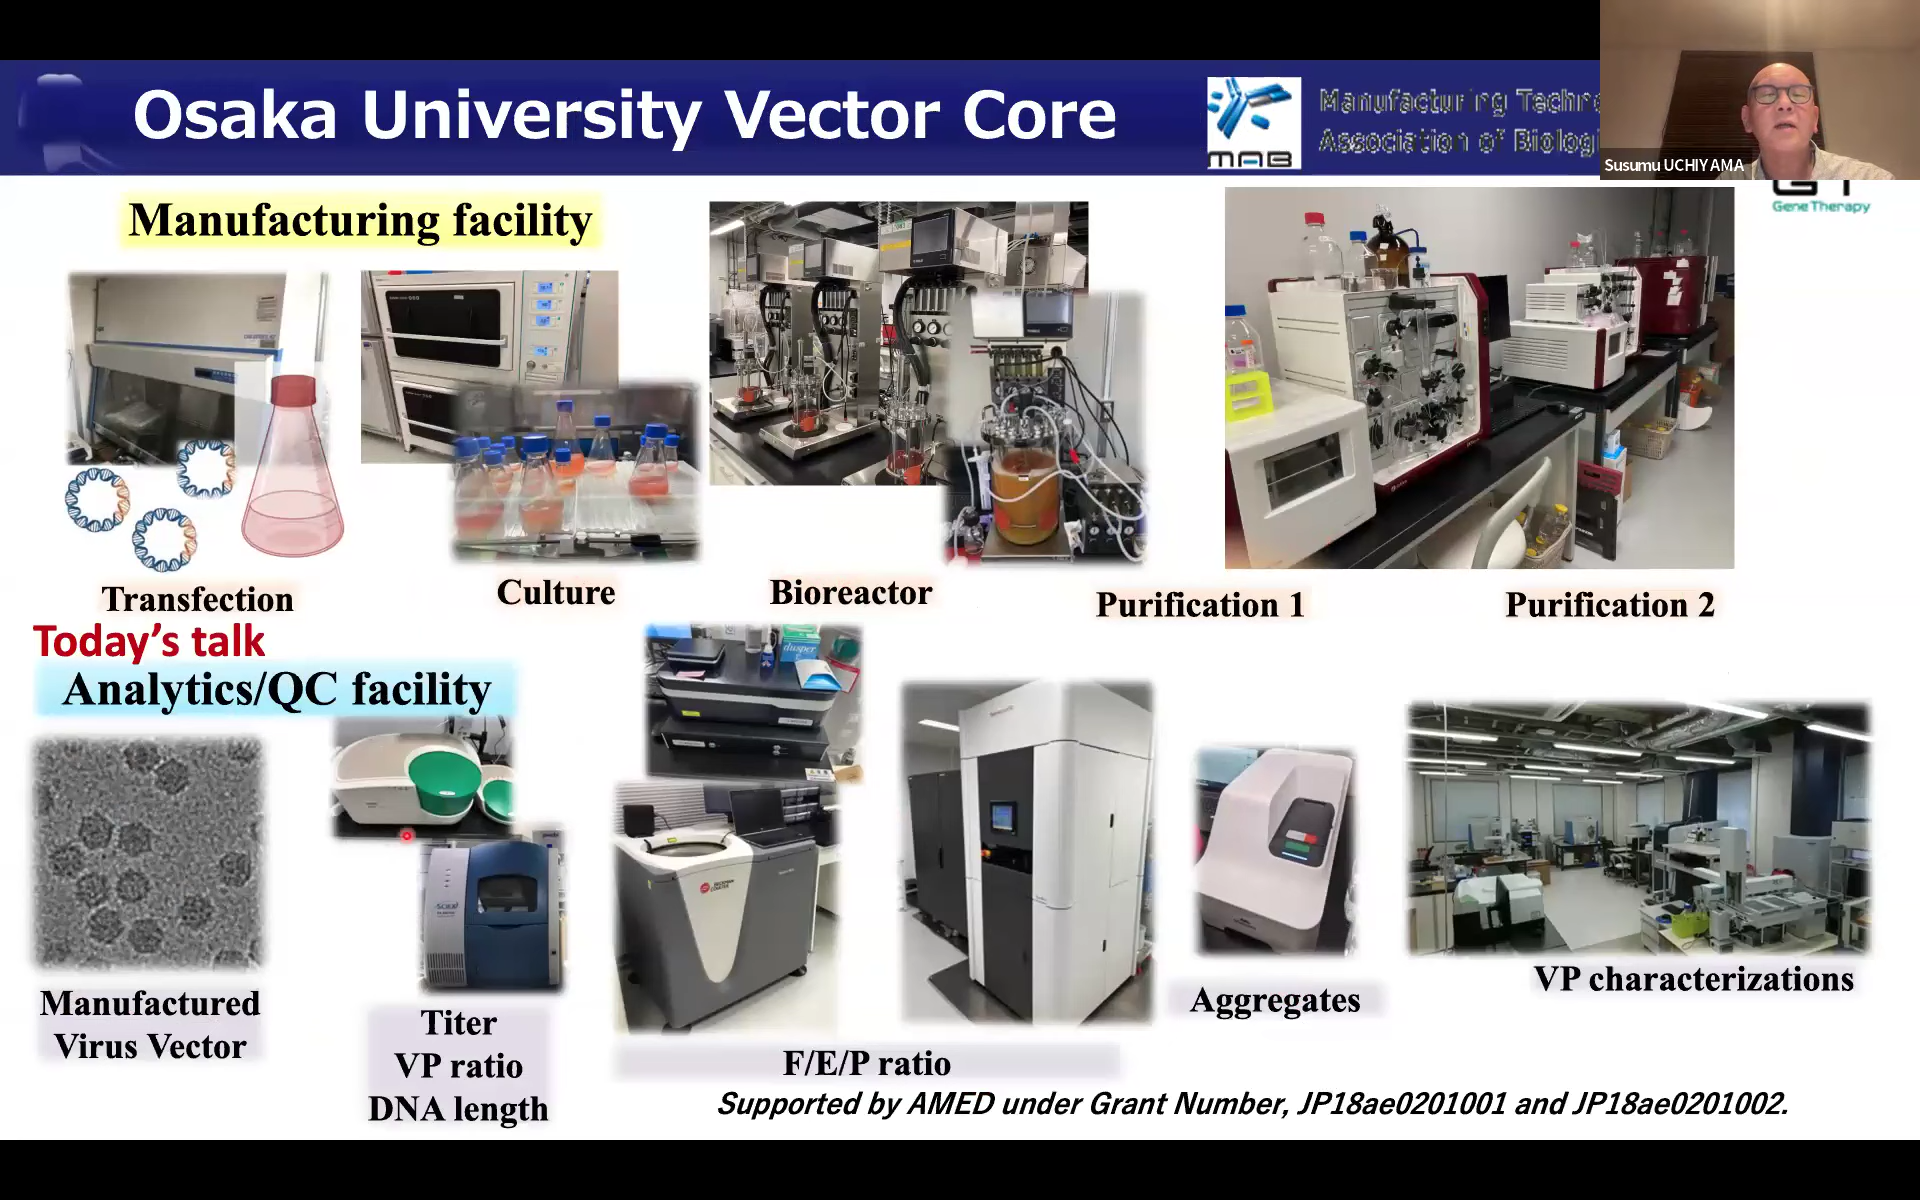 Osaka University Vector Core
MAB
Manufacturing
Association of
Susumu UCHIYAMA
Gene Therapy
Manufacturing facility
Transfection
Culture
Bioreactor
Purification 1
Purification 2
Today's talk
Analytics/QC facility
Manufactured
Virus Vector
Titer
VP ratio
DNA length
F/E/P ratio
Aggregates
VP characterizations
Supported by AMED under Grant Number, JP18ae0201001 and JP18ae0201002.